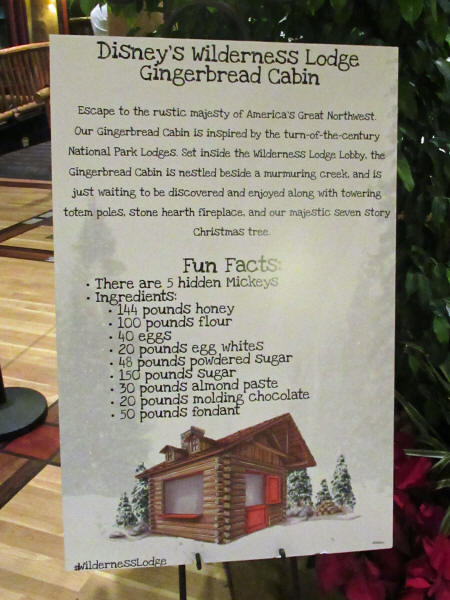 Disney's Wilderness Lodge
Gingerbread Cabin
Escape to the rustic majesty of America's Great Northwest.
Our Gingerbread Cabin is inspired by the turn-of-the-century
National Park Lodges. Set inside the Wilderness Lodge Lobby, the
Gingerbread Cabin is nestled beside a murmuring creek, and is
just waiting to be discovered and enjoyed along with towering
totem poles, stone hearth fireplace, and our majestic seven story
Christmas tree.
Fun Facts:
• There are 5 hidden Mickeys
• Ingredients:
• 144 pounds honey
• 100 pounds flour
• 40 eggs
• 20 pounds egg whites
• 48 pounds powdered sugar
• 150 pounds sugar
• 30 pounds almond paste
• 20 pounds molding chocolate
• 50 pounds fondant
#WildernessLodge